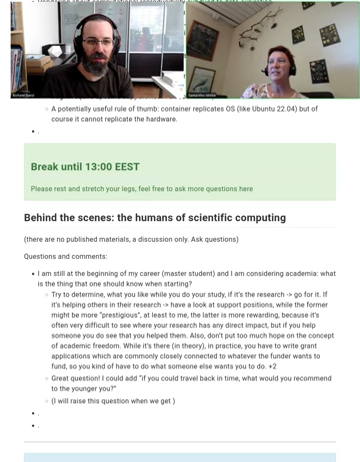 A potentially useful rule of thumb: container replicates OS (like Ubuntu 22.04) but of
course it cannot replicate the hardware.
.
Break until 13:00 EEST
Please rest and stretch your legs, feel free to ask more questions here
Behind the scenes: the humans of scientific computing
(there are no published materials, a discussion only. Ask questions)
Questions and comments:
I am still at the beginning of my career (master student) and I am considering academia: what
is the thing that one should know when starting?
Try to determine, what you like while you do your study, if it's the research -> go for it. If
it's helping others in their research -> have a look at support positions, while the former
might be more "prestigious", at least to me, the latter is more rewarding, because it's
often very difficult to see where your research has any direct impact, but if you help
someone you do see that you helped them. Also, don't put too much hope on the concept
of academic freedom. While it's there (in theory), in practice, you have to write grant
applications which are commonly closely connected to whatever the funder wants to
fund, so you kind of have to do what someone elses wants you to do. +2
Great question! I could add "if you could travel back in time, what would you recommend
to the younger you?"
(I will raise this question when we get )
.
.